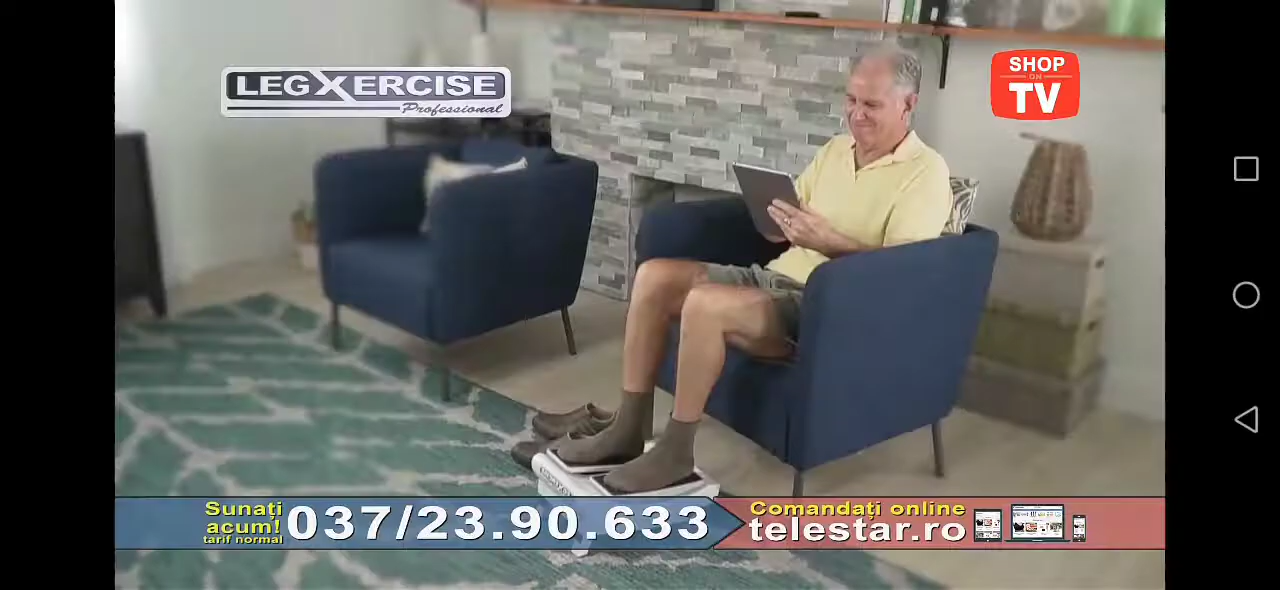 LEGXERCISE
Professional
SHOP
ON
TV
Sunați
acum!
tarif normal
037/23.90.633
Comandați online
telestar.ro